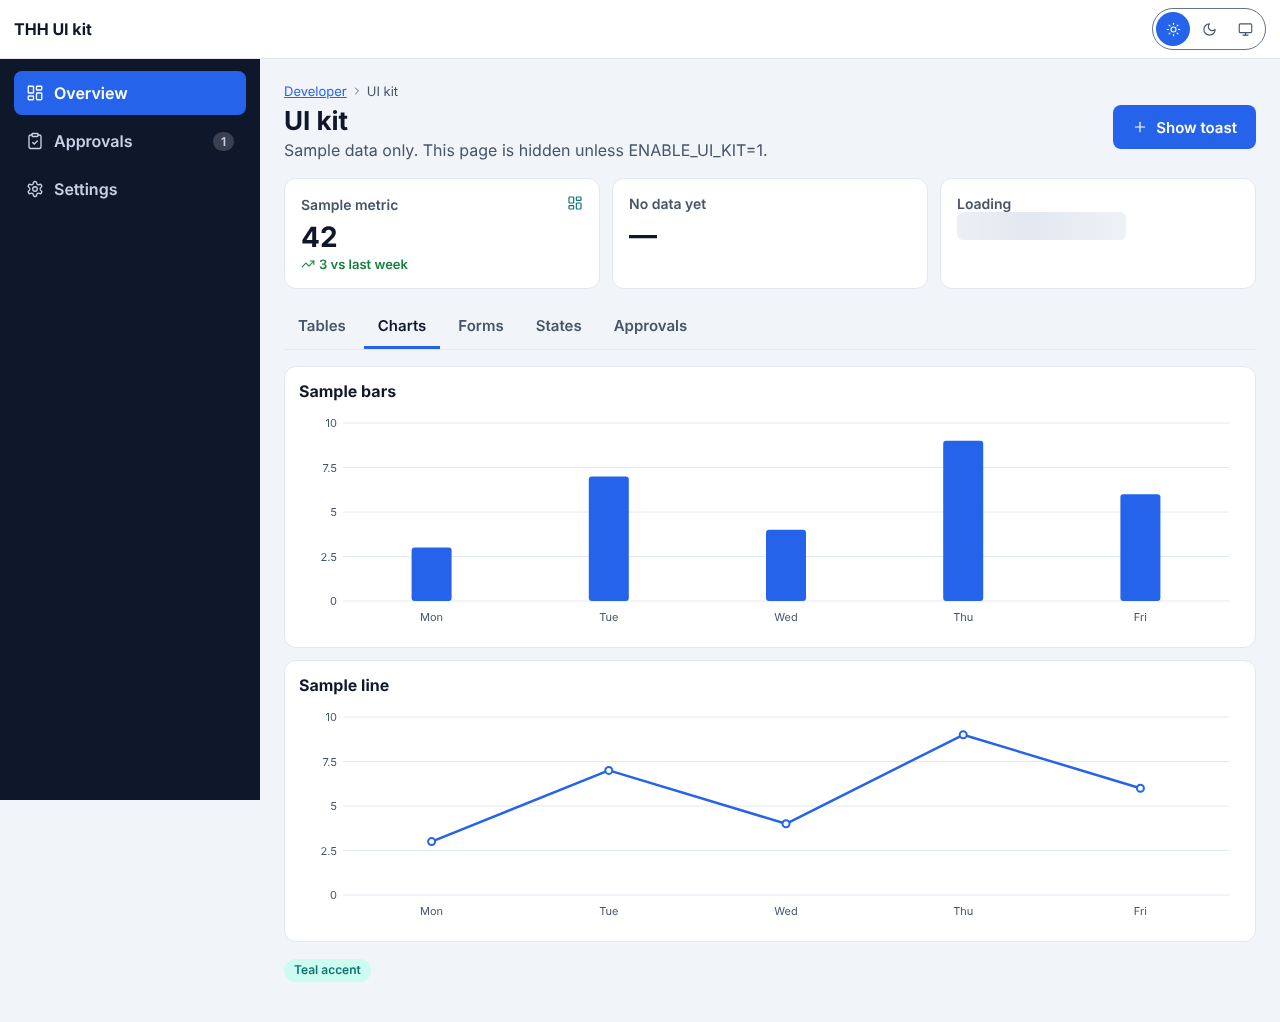 THH UI kit
Overview
Approvals 1
Settings
Developer > UI kit
UI kit
Sample data only. This page is hidden unless ENABLE_UI_KIT=1.
+ Show toast
Sample metric
42
3 vs last week
No data yet
—
Loading
Tables Charts Forms States Approvals
Sample bars
10
7.5
5
2.5
0
Mon Tue Wed Thu Fri
Sample line
10
7.5
5
2.5
0
Mon Tue Wed Thu Fri
Teal accent